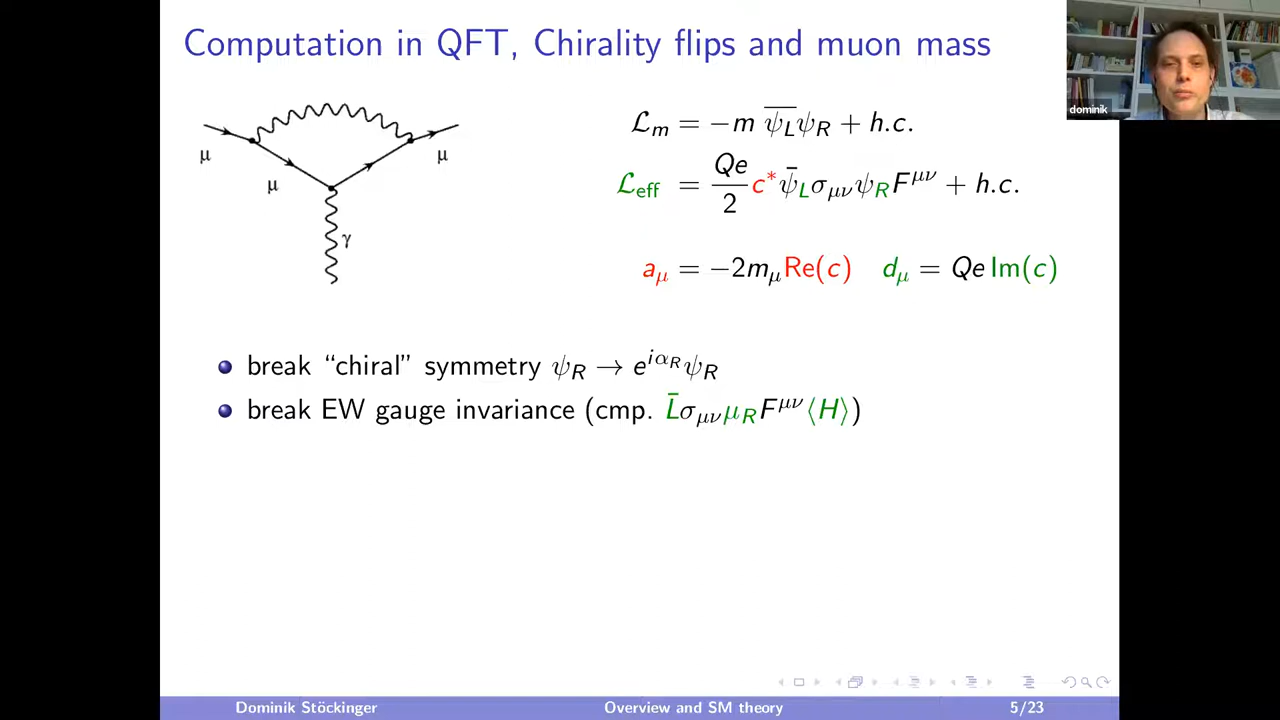 Computation in QFT, Chirality flips and muon mass
dominik
μ
μ
μ
γ
ℒₘ = −m ψ̅_L ψ_R + h.c.
ℒ_eff = Qe/2 c* ψ̄_L σ_μν ψ_R F^μν + h.c.
a_μ = −2m_μ Re(c) d_μ = Qe Im(c)
break “chiral” symmetry ψ_R → e^{iα_R} ψ_R
break EW gauge invariance (cmp. L̄σ_μν μ_R F^μν ⟨H⟩)
Dominik Stöckinger Overview and SM theory 5/23